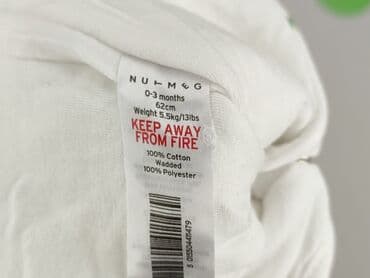 NUTMEG
0-3 months
62cm
Weight 5.5kg/13lbs
KEEP AWAY
FROM FIRE
100% Cotton
Wadded
100% Polyester